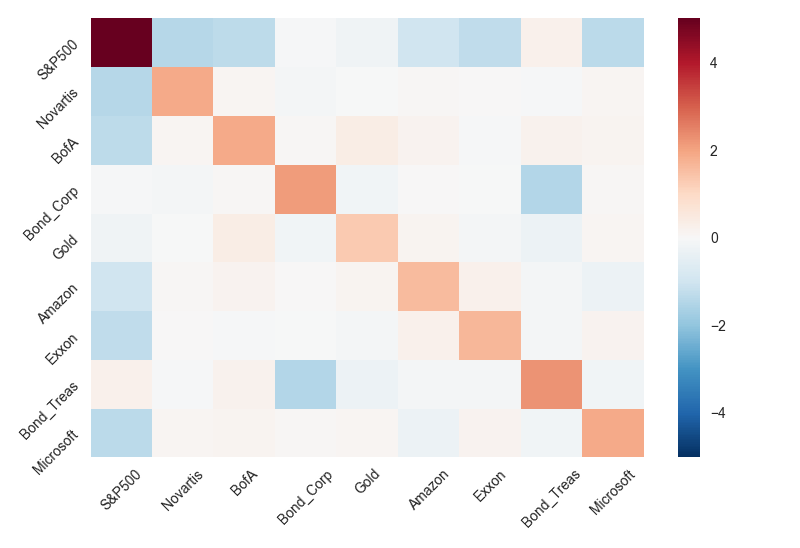 S&P500
Novartis
BofA
Bond_Corp
Gold
Amazon
Exxon
Bond_Treas
Microsoft
S&P500
Novartis
BofA
Bond_Corp
Gold
Amazon
Exxon
Bond_Treas
Microsoft
4
2
0
−2
−4